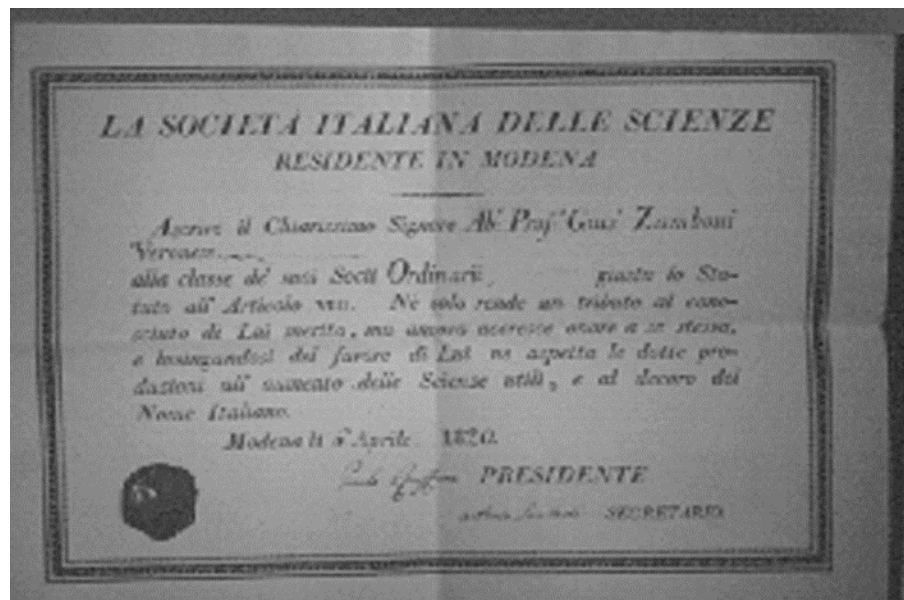 LA SOCIETÀ ITALIANA DELLE SCIENZE
RESIDENTE IN MODENA
Ascrive il Chiarissimo Signore Ab. Prof. Gius. Zamboni
Veronese
alla classe de' suoi Socii Ordinarii, giusta lo Sta-
tuto all' Articolo VIII. Nè solo rende un tributo al cono-
sciuto di Lui merito, ma ancora accresce onore a se stessa,
e lusingandosi del favore di Lui ne aspetta le dotte pro-
duzioni all' aumento delle Scienze utili, e al decoro del
Nome Italiano.
Modena li Aprile 1820.
PRESIDENTE
SEGRETARIO